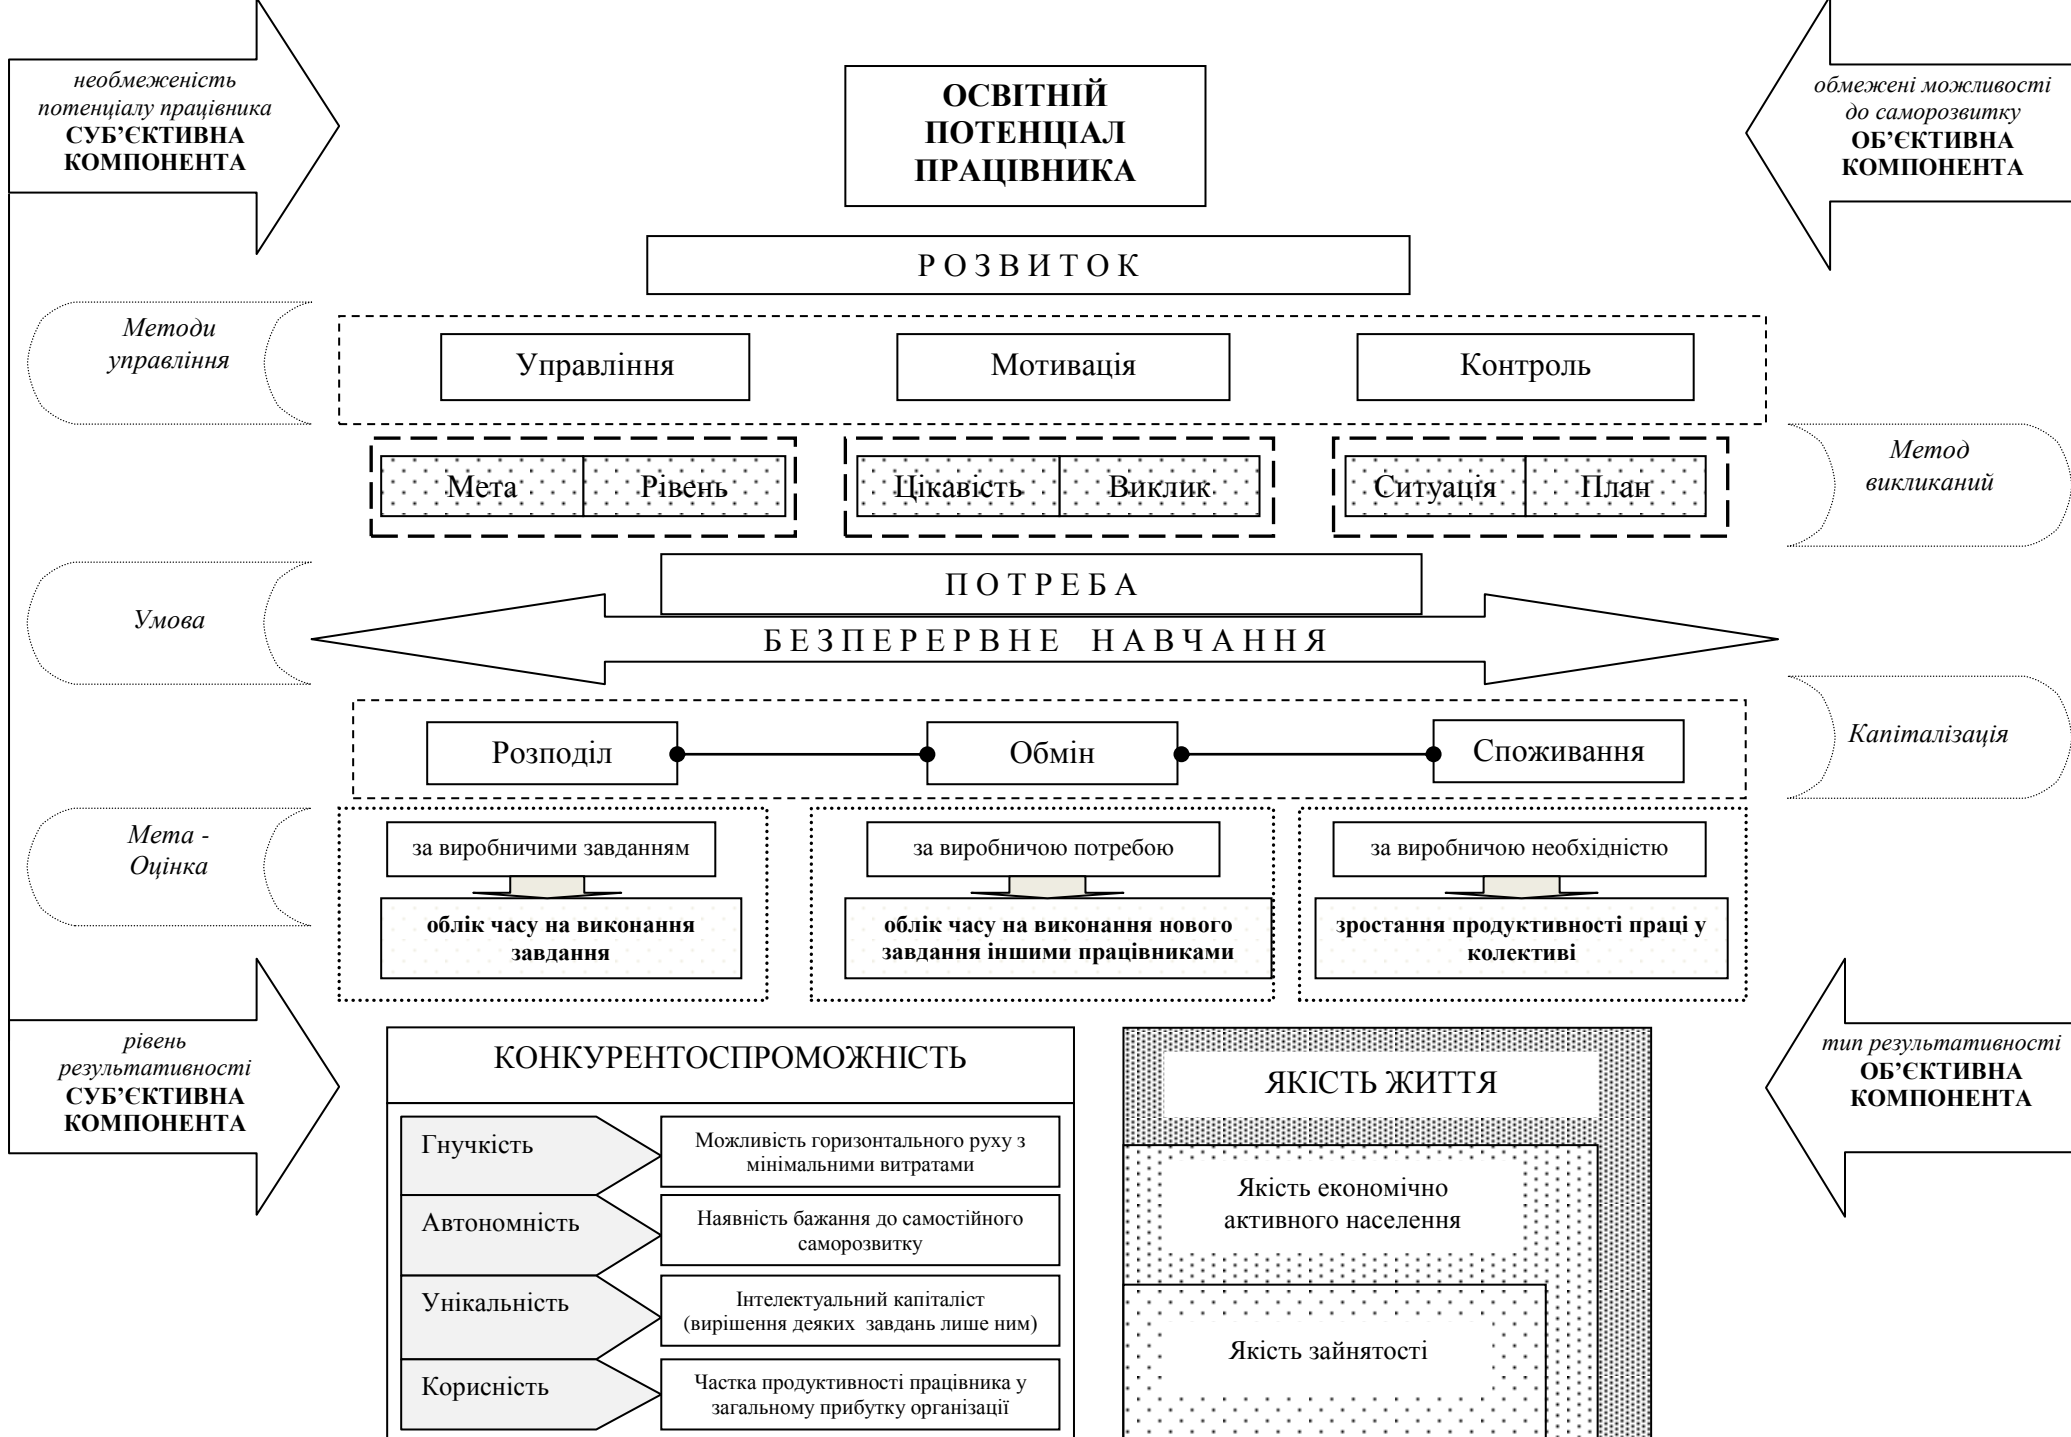 необмеженість
потенціалу працівника
СУБ’ЄКТИВНА
КОМПОНЕНТА
ОСВІТНІЙ
ПОТЕНЦІАЛ
ПРАЦІВНИКА
обмежені можливості
до саморозвитку
ОБ’ЄКТИВНА
КОМПОНЕНТА
Р О З В И Т О К
Методи
управління
Управління
Мотивація
Контроль
Мета
Рівень
Цікавість
Виклик
Ситуація
План
Метод
викликаний
П О Т Р Е Б А
Умова
Б Е З П Е Р Е Р В Н Е   Н А В Ч А Н Н Я
Розподіл
Обмін
Споживання
Капіталізація
Мета -
Оцінка
за виробничими завданням
за виробничою потребою
за виробничою необхідністю
облік часу на виконання
завдання
облік часу на виконання нового
завдання іншими працівниками
зростання продуктивності праці у
колективі
рівень
результативності
СУБ’ЄКТИВНА
КОМПОНЕНТА
КОНКУРЕНТОСПРОМОЖНІСТЬ
Гнучкість
Можливість горизонтального руху з
мінімальними витратами
Автономність
Наявність бажання до самостійного
саморозвитку
Унікальність
Інтелектуальний капіталіст
(вирішення деяких  завдань лише ним)
Корисність
Частка продуктивності працівника у
загальному прибутку організації
ЯКІСТЬ ЖИТТЯ
Якість економічно
активного населення
Якість зайнятості
тип результативності
ОБ’ЄКТИВНА
КОМПОНЕНТА